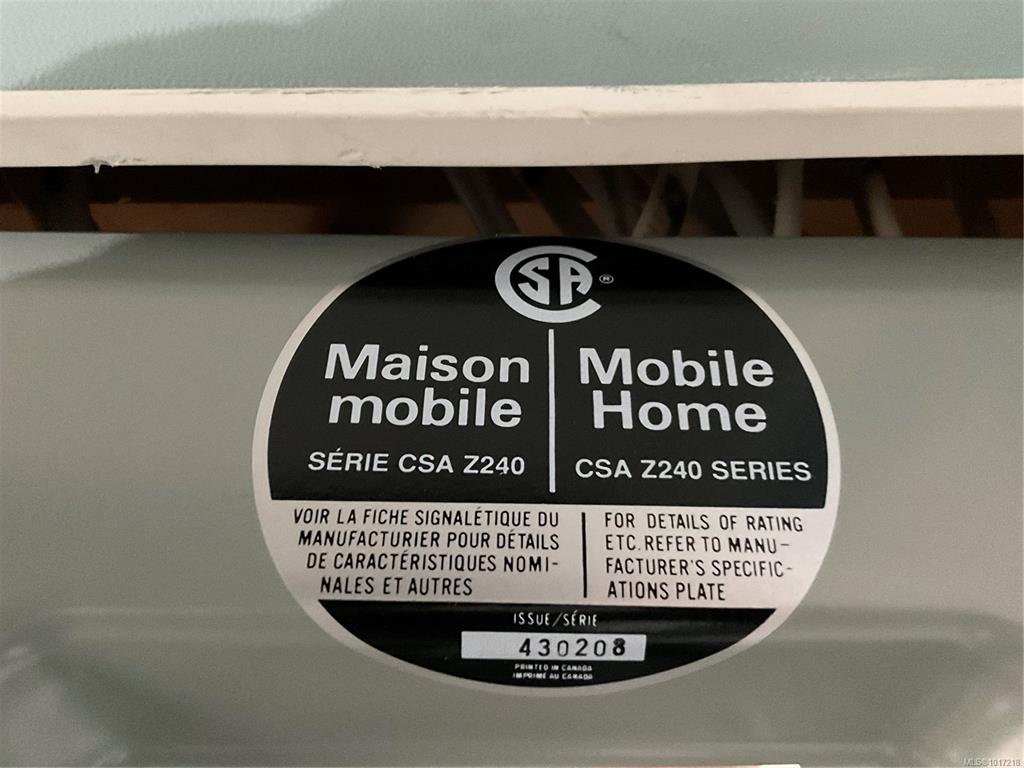 CSA®
Maison
mobile
SÉRIE CSA Z240
Mobile
Home
CSA Z240 SERIES
VOIR LA FICHE SIGNALÉTIQUE DU
MANUFACTURIER POUR DÉTAILS
DE CARACTÉRISTIQUES NOMI-
NALES ET AUTRES
FOR DETAILS OF RATING
ETC. REFER TO MANU-
FACTURER'S SPECIFIC-
ATIONS PLATE
ISSUE/SÉRIE
430208
PRINTED IN CANADA
IMPRIMÉ AU CANADA
MLS®1017218